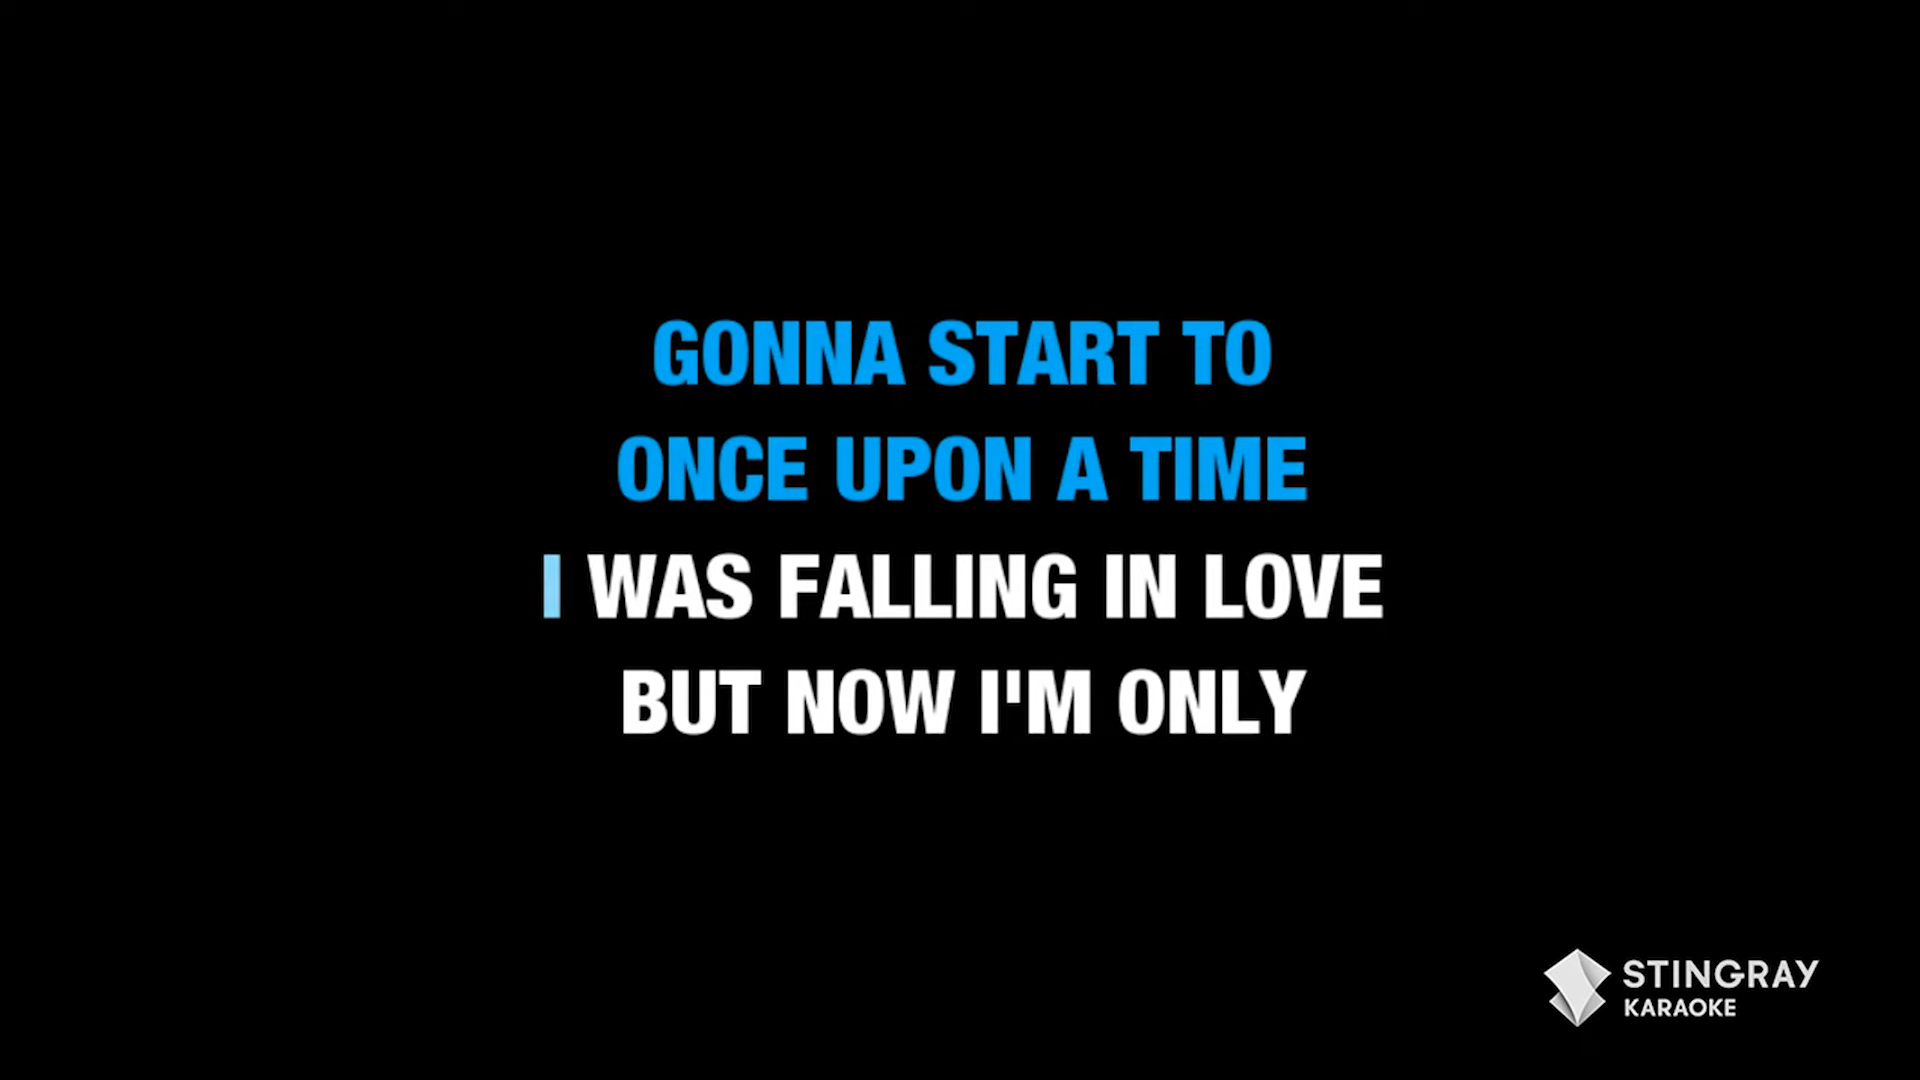 GONNA START TO
ONCE UPON A TIME
I WAS FALLING IN LOVE
BUT NOW I'M ONLY
STINGRAY
KARAOKE